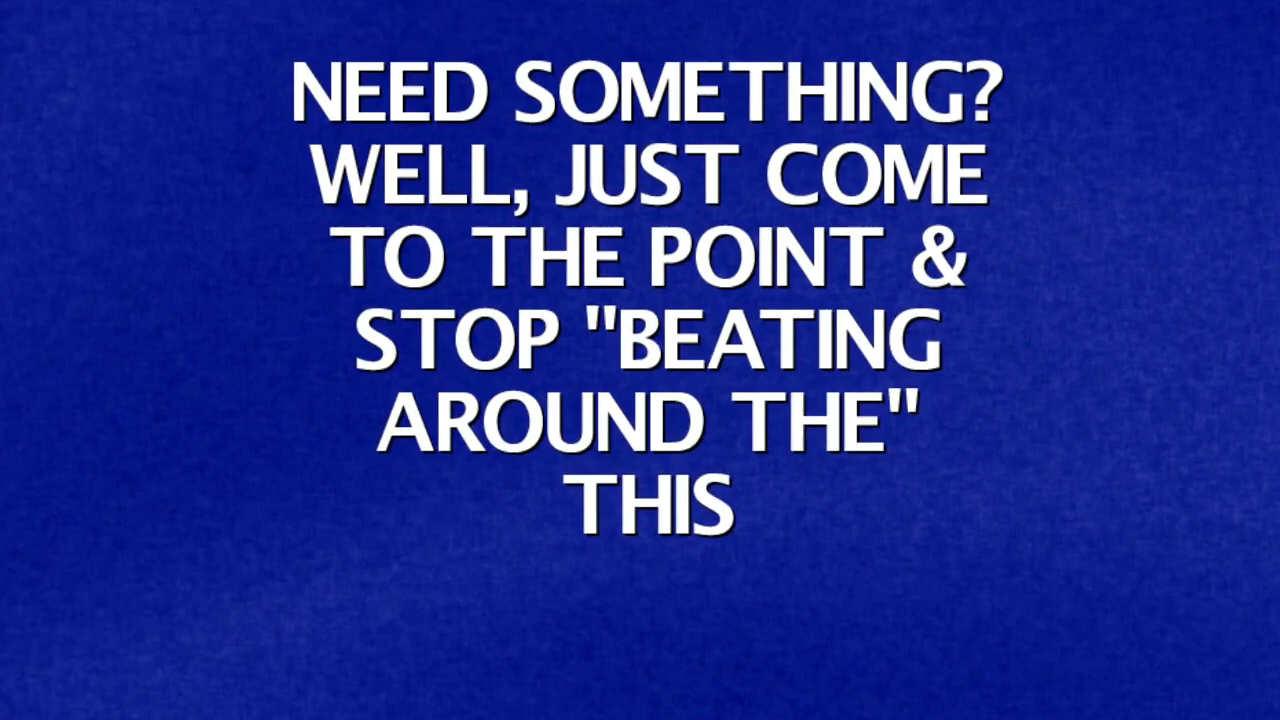 NEED SOMETHING?
WELL, JUST COME
TO THE POINT &
STOP "BEATING
AROUND THE"
THIS